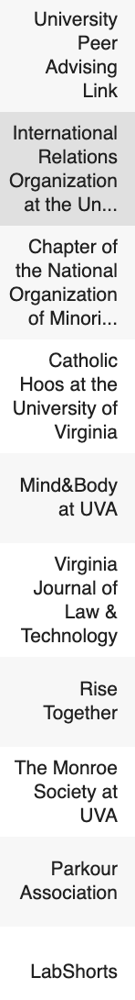 University
Peer
Advising
Link
International
Relations
Organization
at the Un...
Chapter of
the National
Organization
of Minori...
Catholic
Hoos at the
University of
Virginia
Mind&Body
at UVA
Virginia
Journal of
Law &
Technology
Rise
Together
The Monroe
Society at
UVA
Parkour
Association
LabShorts